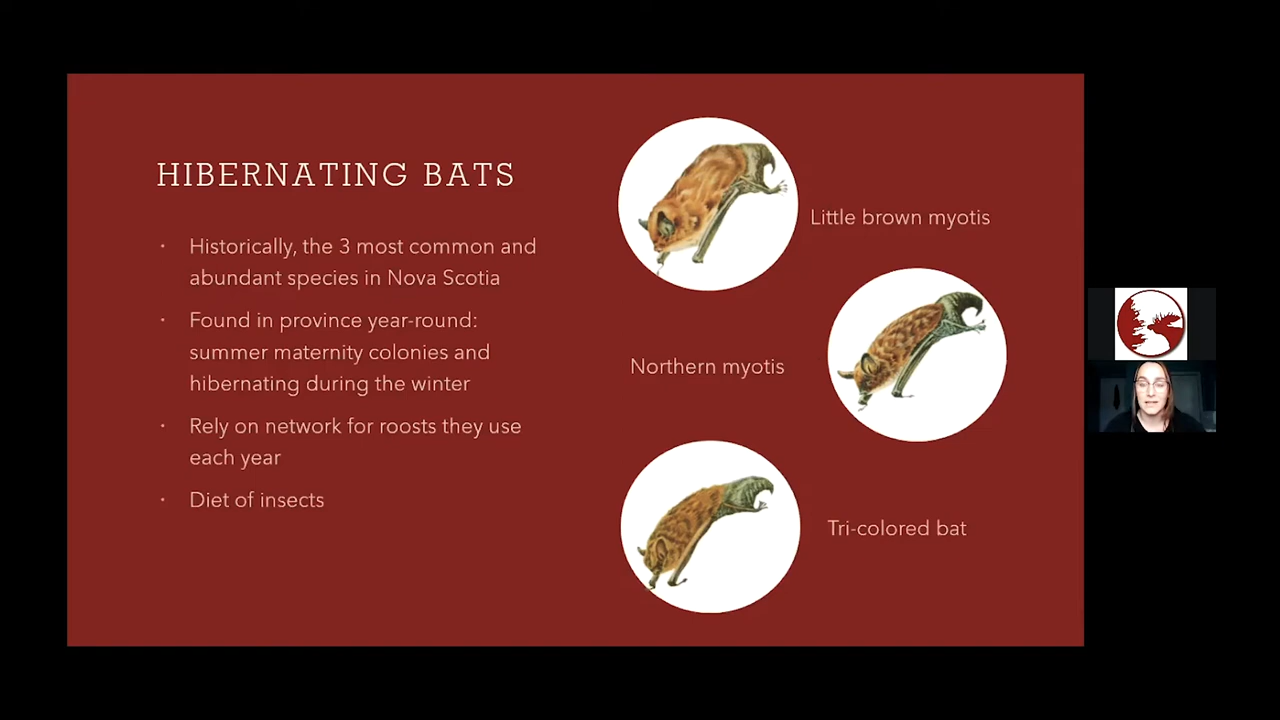 HIBERNATING BATS
· Historically, the 3 most common and
abundant species in Nova Scotia
· Found in province year-round:
summer maternity colonies and
hibernating during the winter
· Rely on network for roosts they use
each year
· Diet of insects
Little brown myotis
Northern myotis
Tri-colored bat